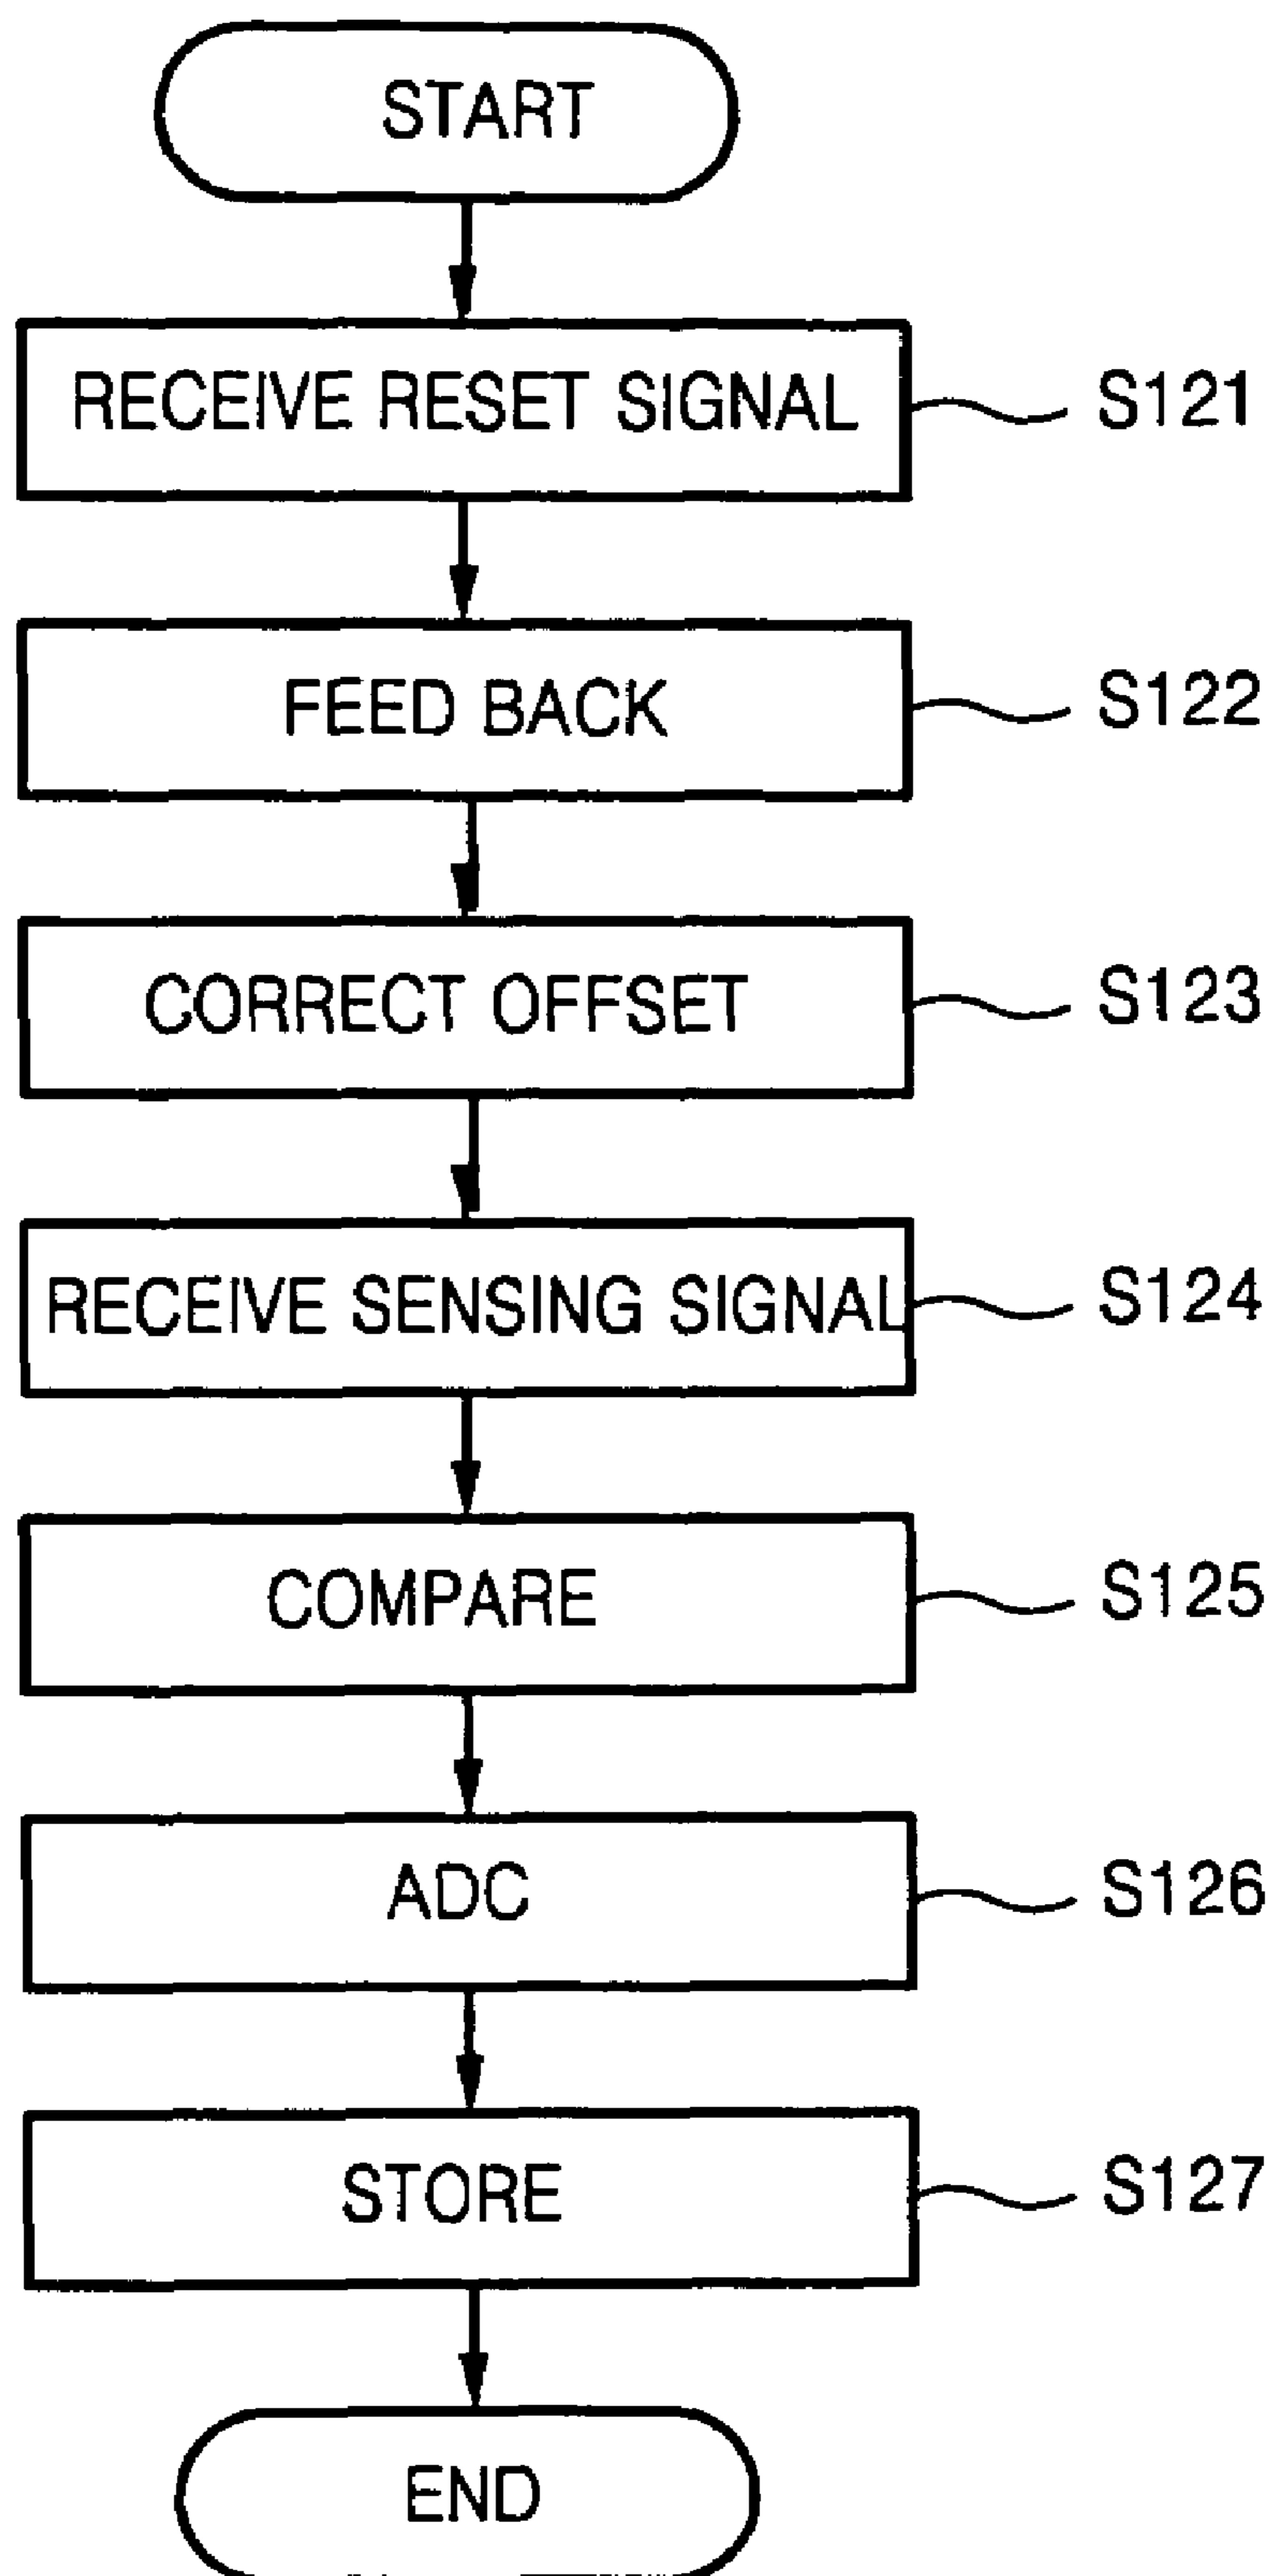 START
RECEIVE RESET SIGNAL S121
FEED BACK S122
CORRECT OFFSET S123
RECEIVE SENSING SIGNAL S124
COMPARE S125
ADC S126
STORE S127
END